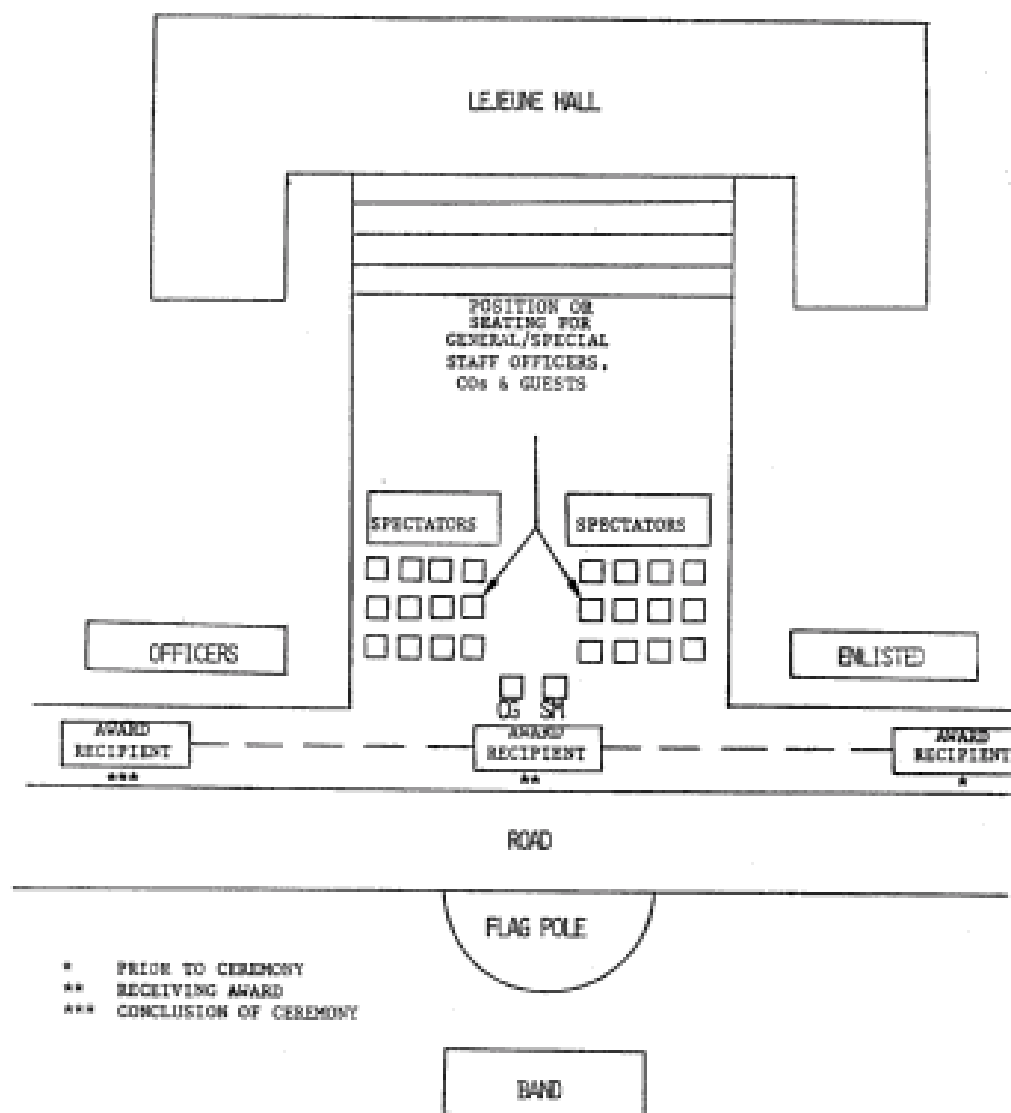 LEJEUNE HALL
POSITION OR
SEATING FOR
GENERAL/SPECIAL
STAFF OFFICERS,
COs & GUESTS
SPECTATORS
SPECTATORS
OFFICERS
ENLISTED
CG SM
AWARD
RECIPIENT
***
AWARD
RECIPIENT
**
AWARD
RECIPIENT
*
ROAD
FLAG POLE
* PRIOR TO CEREMONY
** RECEIVING AWARD
*** CONCLUSION OF CEREMONY
BAND